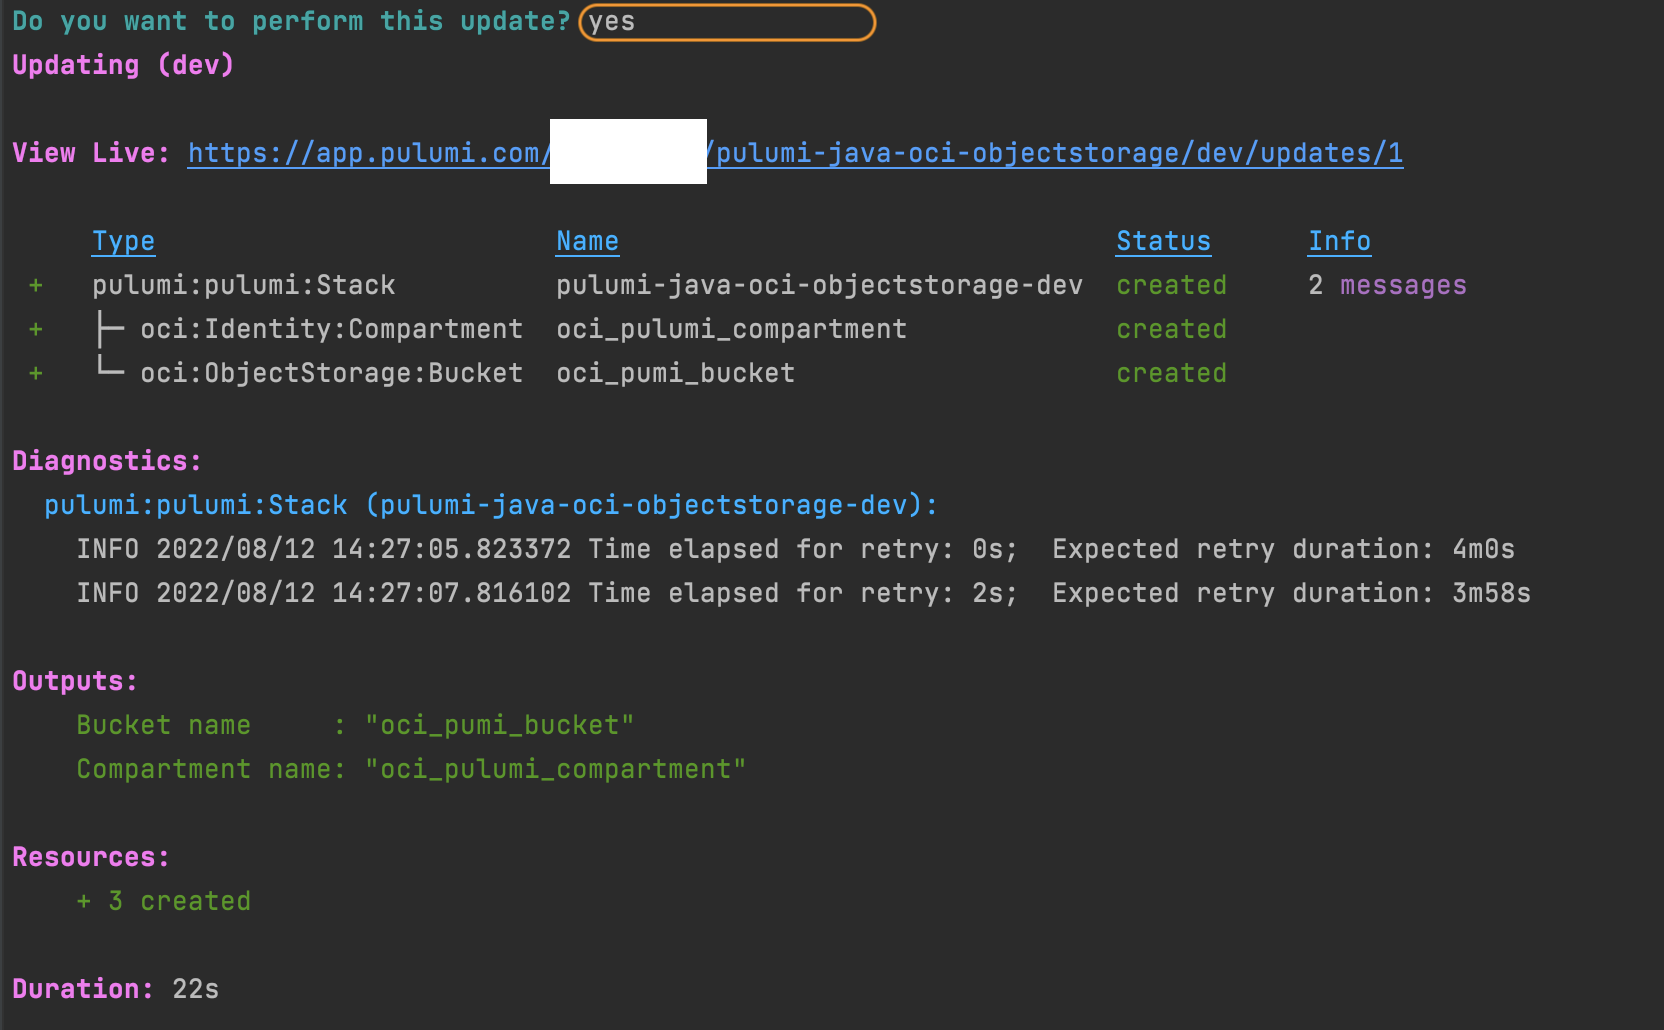 Do you want to perform this update? yes
Updating (dev)
View Live: https://app.pulumi.com/ /pulumi-java-oci-objectstorage/dev/updates/1
Type Name Status Info
+ pulumi:pulumi:Stack pulumi-java-oci-objectstorage-dev created 2 messages
+ ├─ oci:Identity:Compartment oci_pulumi_compartment created
+ └─ oci:ObjectStorage:Bucket oci_pumi_bucket created
Diagnostics:
pulumi:pulumi:Stack (pulumi-java-oci-objectstorage-dev):
INFO 2022/08/12 14:27:05.823372 Time elapsed for retry: 0s; Expected retry duration: 4m0s
INFO 2022/08/12 14:27:07.816102 Time elapsed for retry: 2s; Expected retry duration: 3m58s
Outputs:
Bucket name : "oci_pumi_bucket"
Compartment name: "oci_pulumi_compartment"
Resources:
+ 3 created
Duration: 22s